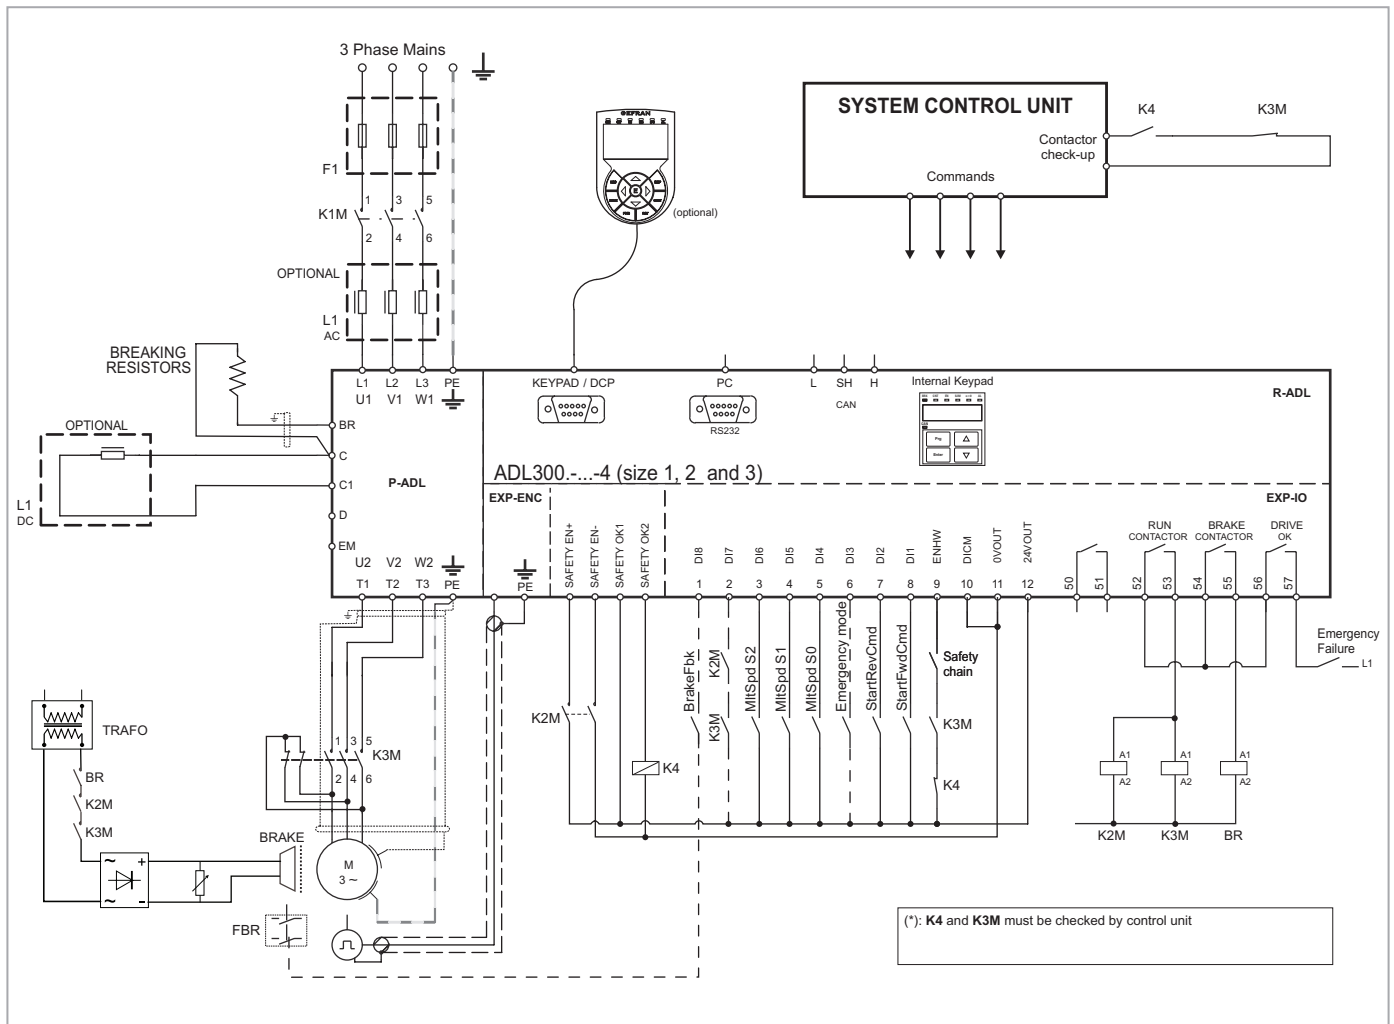 3 Phase Mains
F1
1 3 5
K1M
2 4 6
OPTIONAL
L1
AC
GEFRAN
(optional)
SYSTEM CONTROL UNIT
Contactor
check-up
Commands
K4 K3M
BREAKING
RESISTORS
OPTIONAL
L1
DC
L1 L2 L3 PE
U1 V1 W1
BR
C
C1
D
EM
P-ADL
U2 V2 W2
T1 T2 T3 PE
KEYPAD / DCP
PC
RS232
L SH H
CAN
Internal Keypad
Prg
Enter
R-ADL
ADL300.-...-4 (size 1, 2 and 3)
EXP-ENC
PE
EXP-IO
SAFETY EN+
SAFETY EN-
SAFETY OK1
SAFETY OK2
DI8
DI7
DI6
DI5
DI4
DI3
DI2
DI1
ENHW
DICM
0VOUT
24VOUT
1 2 3 4 5 6 7 8 9 10 11 12
RUN
CONTACTOR
BRAKE
CONTACTOR
DRIVE
OK
50 51 52 53 54 55 56 57
Emergency
Failure
L1
K2M
K4
BrakeFbk
K2M
K3M
MltSpd S2
MltSpd S1
MltSpd S0
Emergency mode
StartRevCmd
StartFwdCmd
Safety
chain
K3M
K4
A1 A1 A1
A2 A2 A2
K2M K3M BR
TRAFO
BR
K2M
K3M
1 3 5
K3M
2 4 6
BRAKE
M
3 ~
~ +
~ -
FBR
(*): K4 and K3M must be checked by control unit